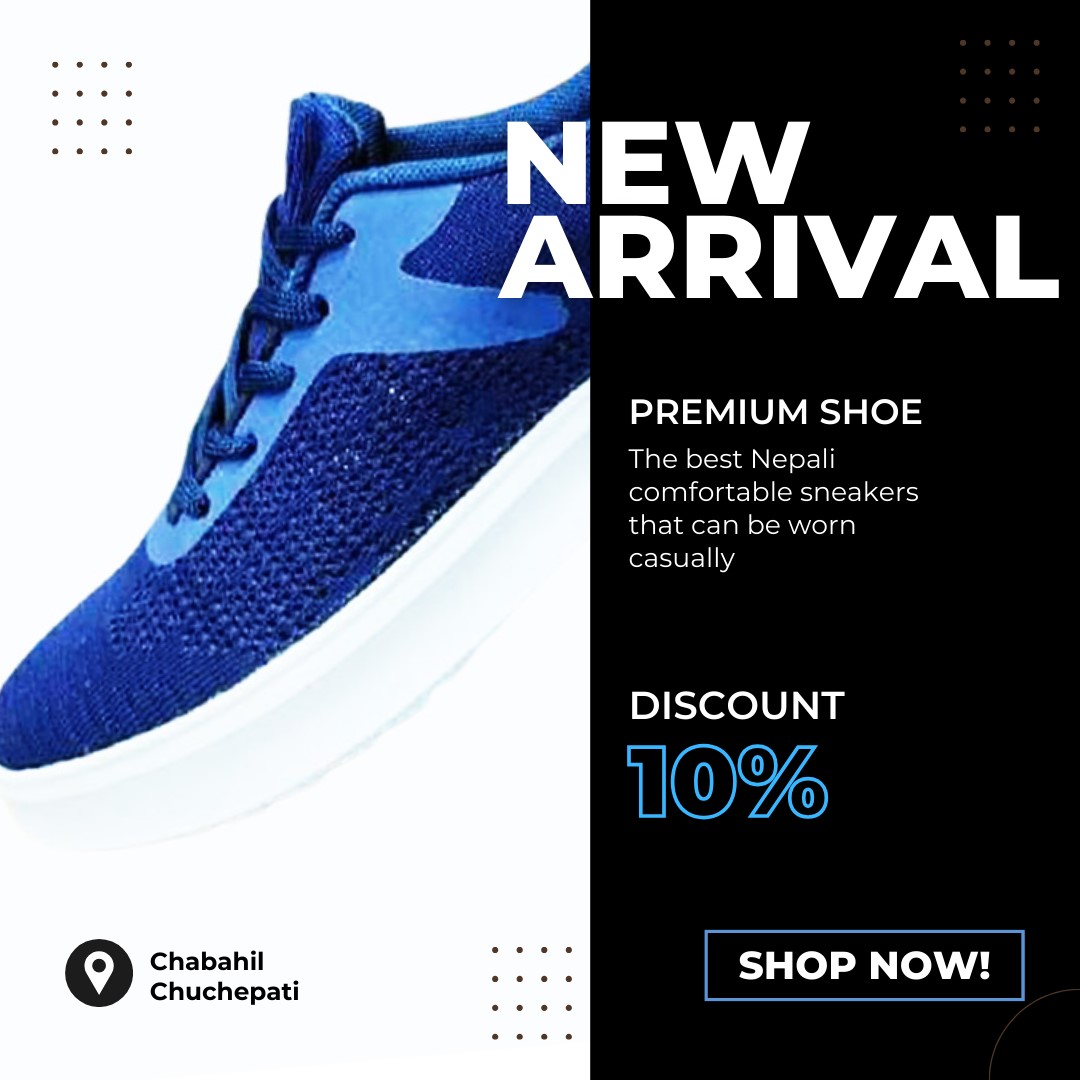 NEW
ARRIVAL
PREMIUM SHOE
The best Nepali
comfortable sneakers
that can be worn
casually
DISCOUNT
10%
Chabahil
Chuchepati
SHOP NOW!